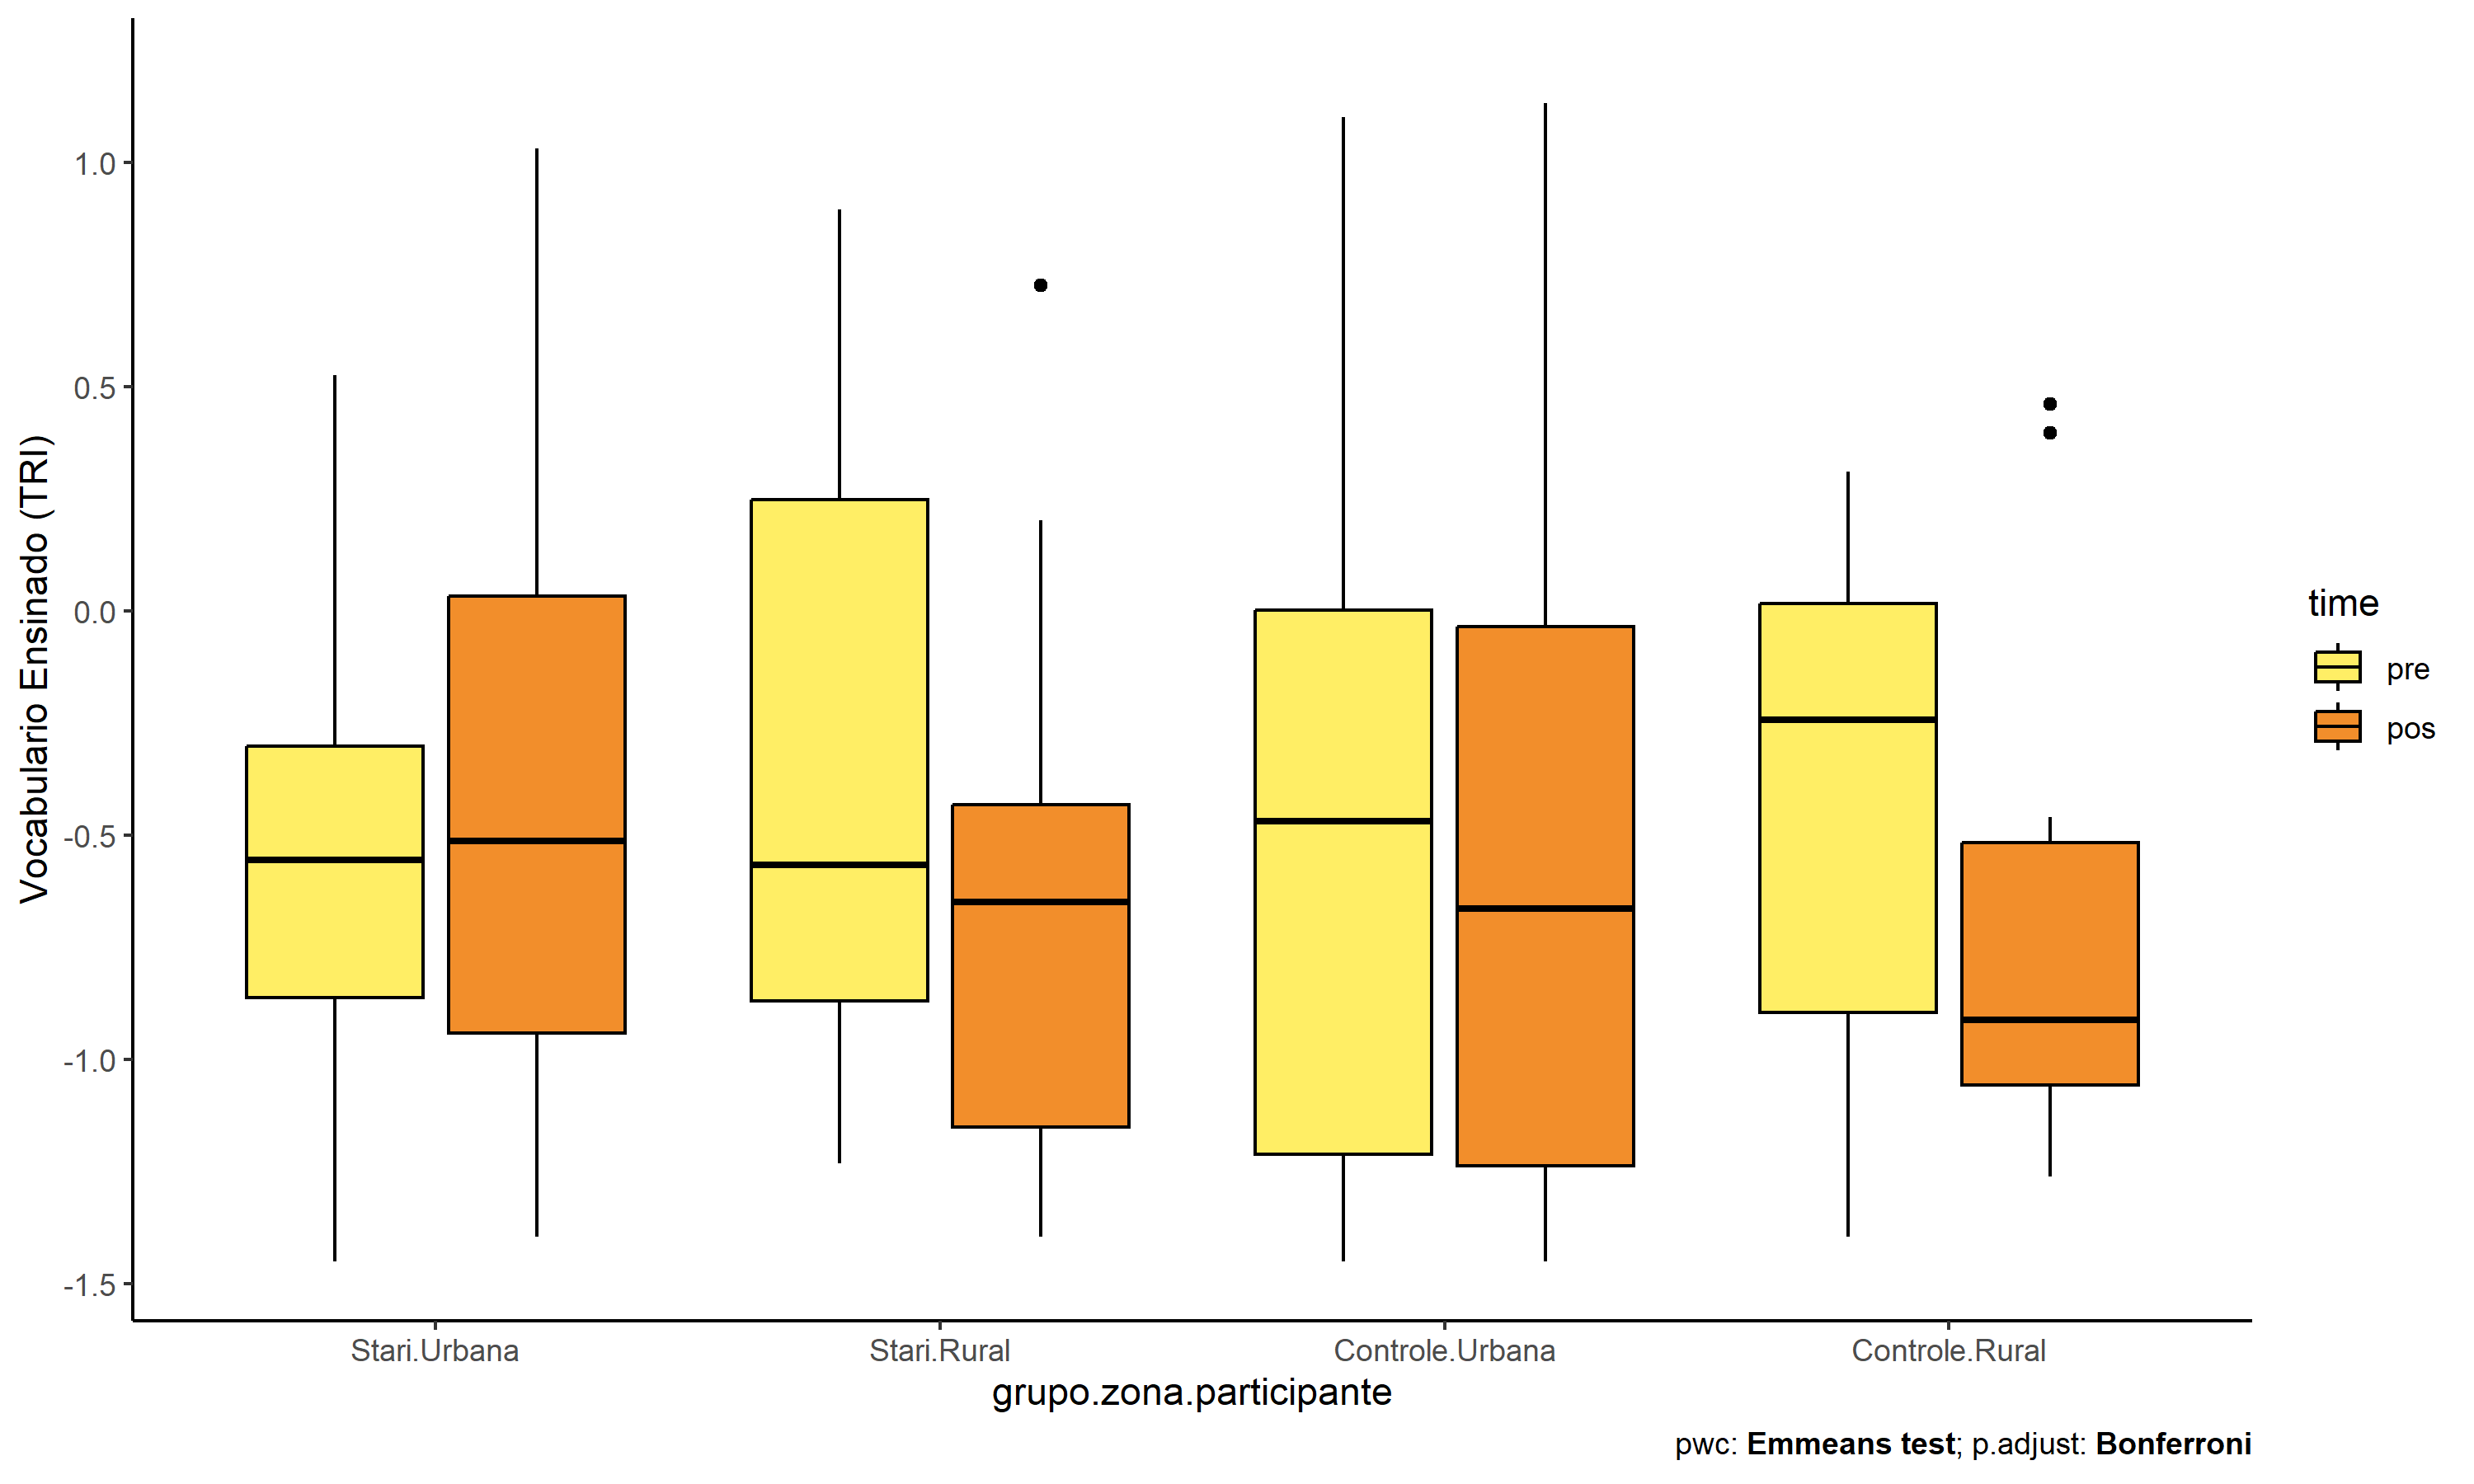 Vocabulario Ensinado (TRI)
1.0
0.5
0.0
-0.5
-1.0
-1.5
Stari.Urbana
Stari.Rural
Controle.Urbana
Controle.Rural
grupo.zona.participante
time
pre
pos
pwc: Emmeans test; p.adjust: Bonferroni